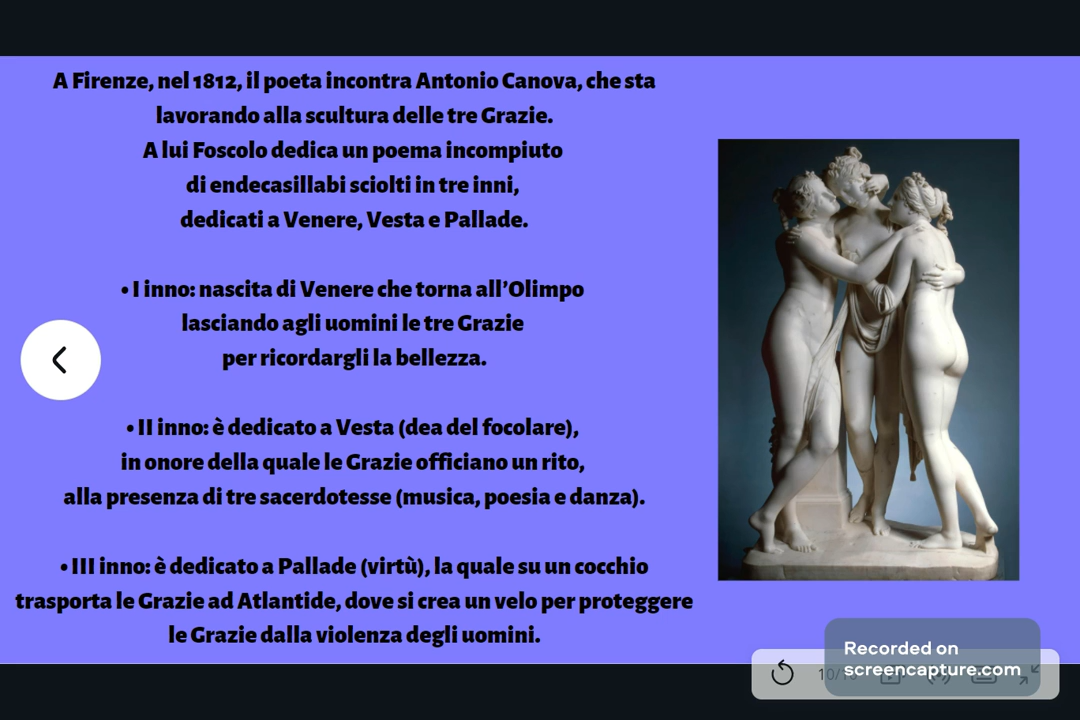 A Firenze, nel 1812, il poeta incontra Antonio Canova, che sta
lavorando alla scultura delle tre Grazie.
A lui Foscolo dedica un poema incompiuto
di endecasillabi sciolti in tre inni,
dedicati a Venere, Vesta e Pallade.
• I inno: nascita di Venere che torna all'Olimpo
lasciando agli uomini le tre Grazie
per ricordargli la bellezza.
• II inno: è dedicato a Vesta (dea del focolare),
in onore della quale le Grazie officiano un rito,
alla presenza di tre sacerdotesse (musica, poesia e danza).
• III inno: è dedicato a Pallade (virtù), la quale su un cocchio
trasporta le Grazie ad Atlantide, dove si crea un velo per proteggere
le Grazie dalla violenza degli uomini.
Recorded on
screencapture.com